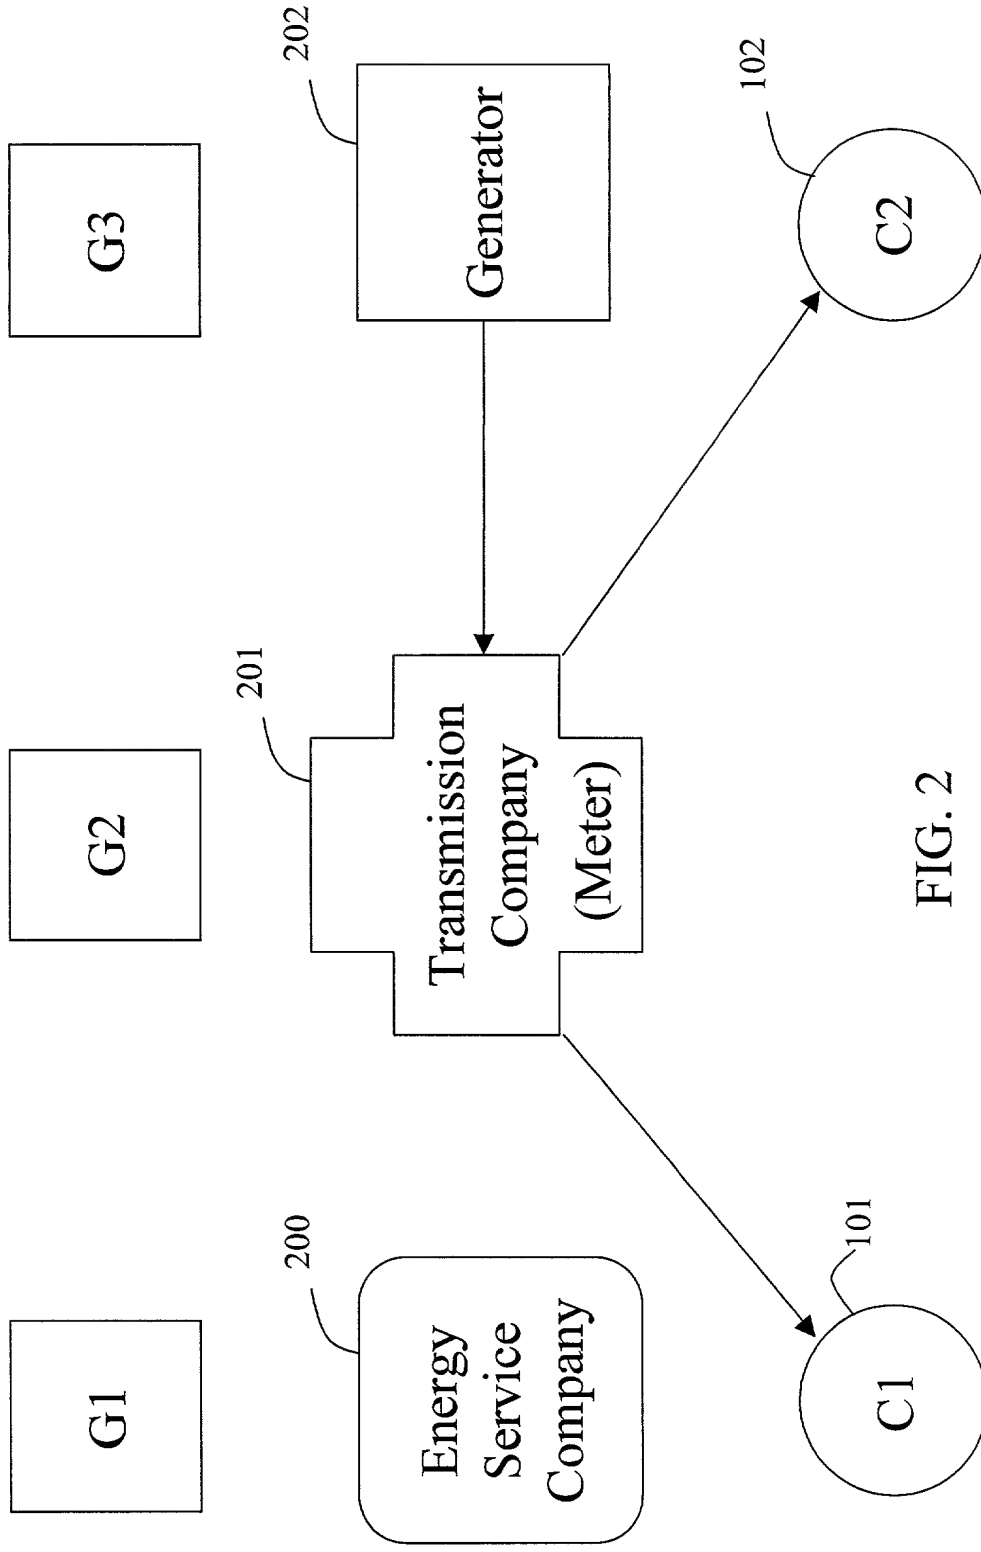 G1
G2
G3
200
201
202
Energy
Service
Company
Transmission
Company
(Meter)
Generator
101
102
C1
C2
FIG. 2